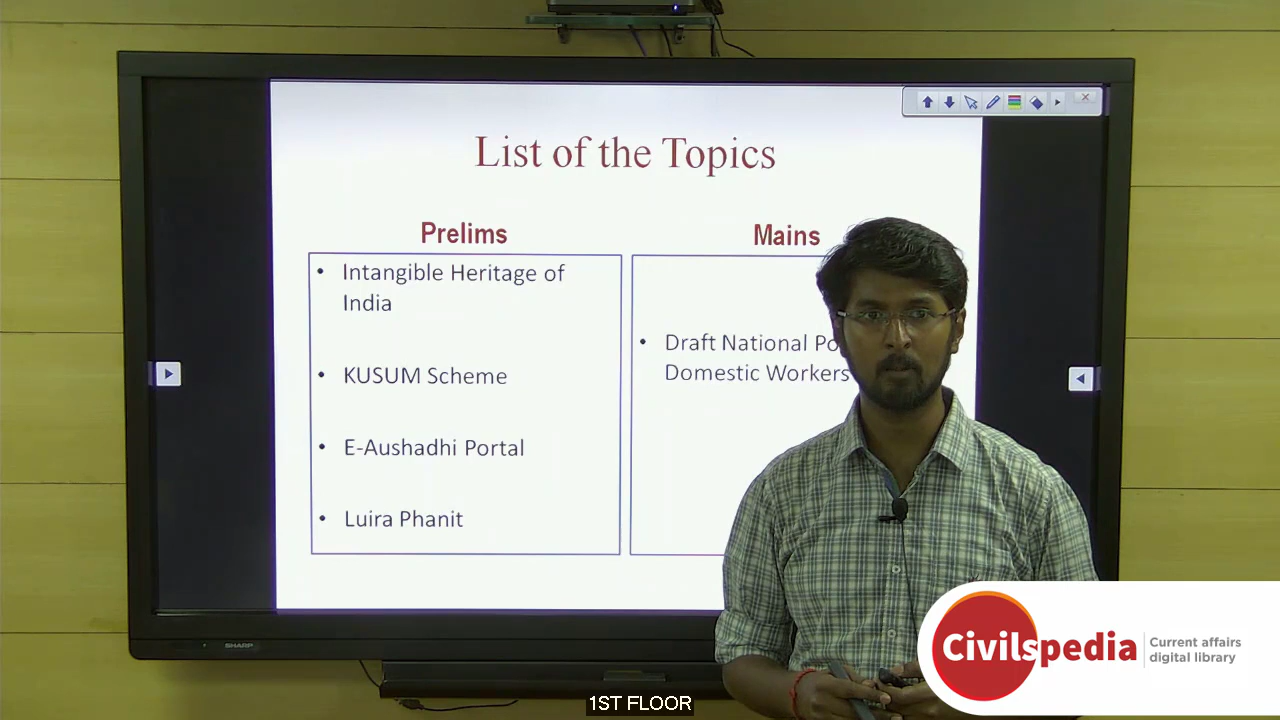 List of the Topics
Prelims
• Intangible Heritage of
India
• KUSUM Scheme
• E-Aushadhi Portal
• Luira Phanit
Mains
• Draft National
Domestic Workers
SHARP
Civilspedia
Current affairs
digital library
1ST FLOOR